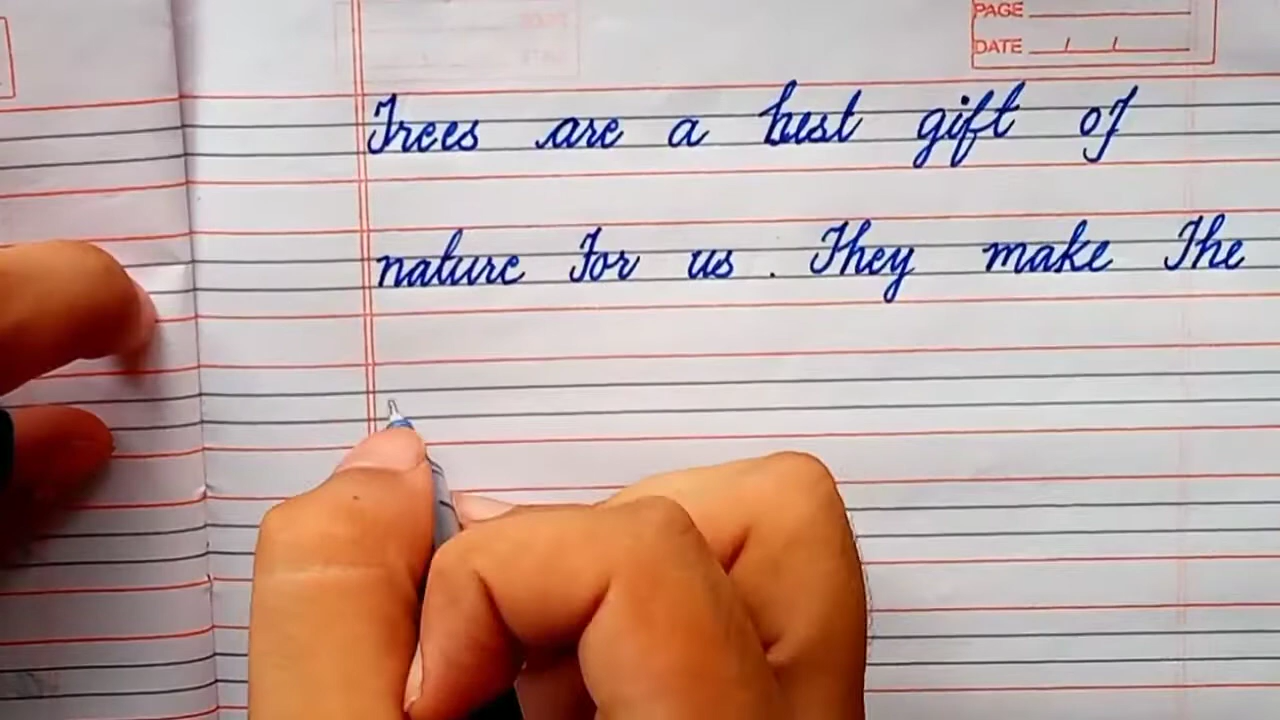 PAGE
DATE / /
Trees are a best gift of
nature For us . They make The